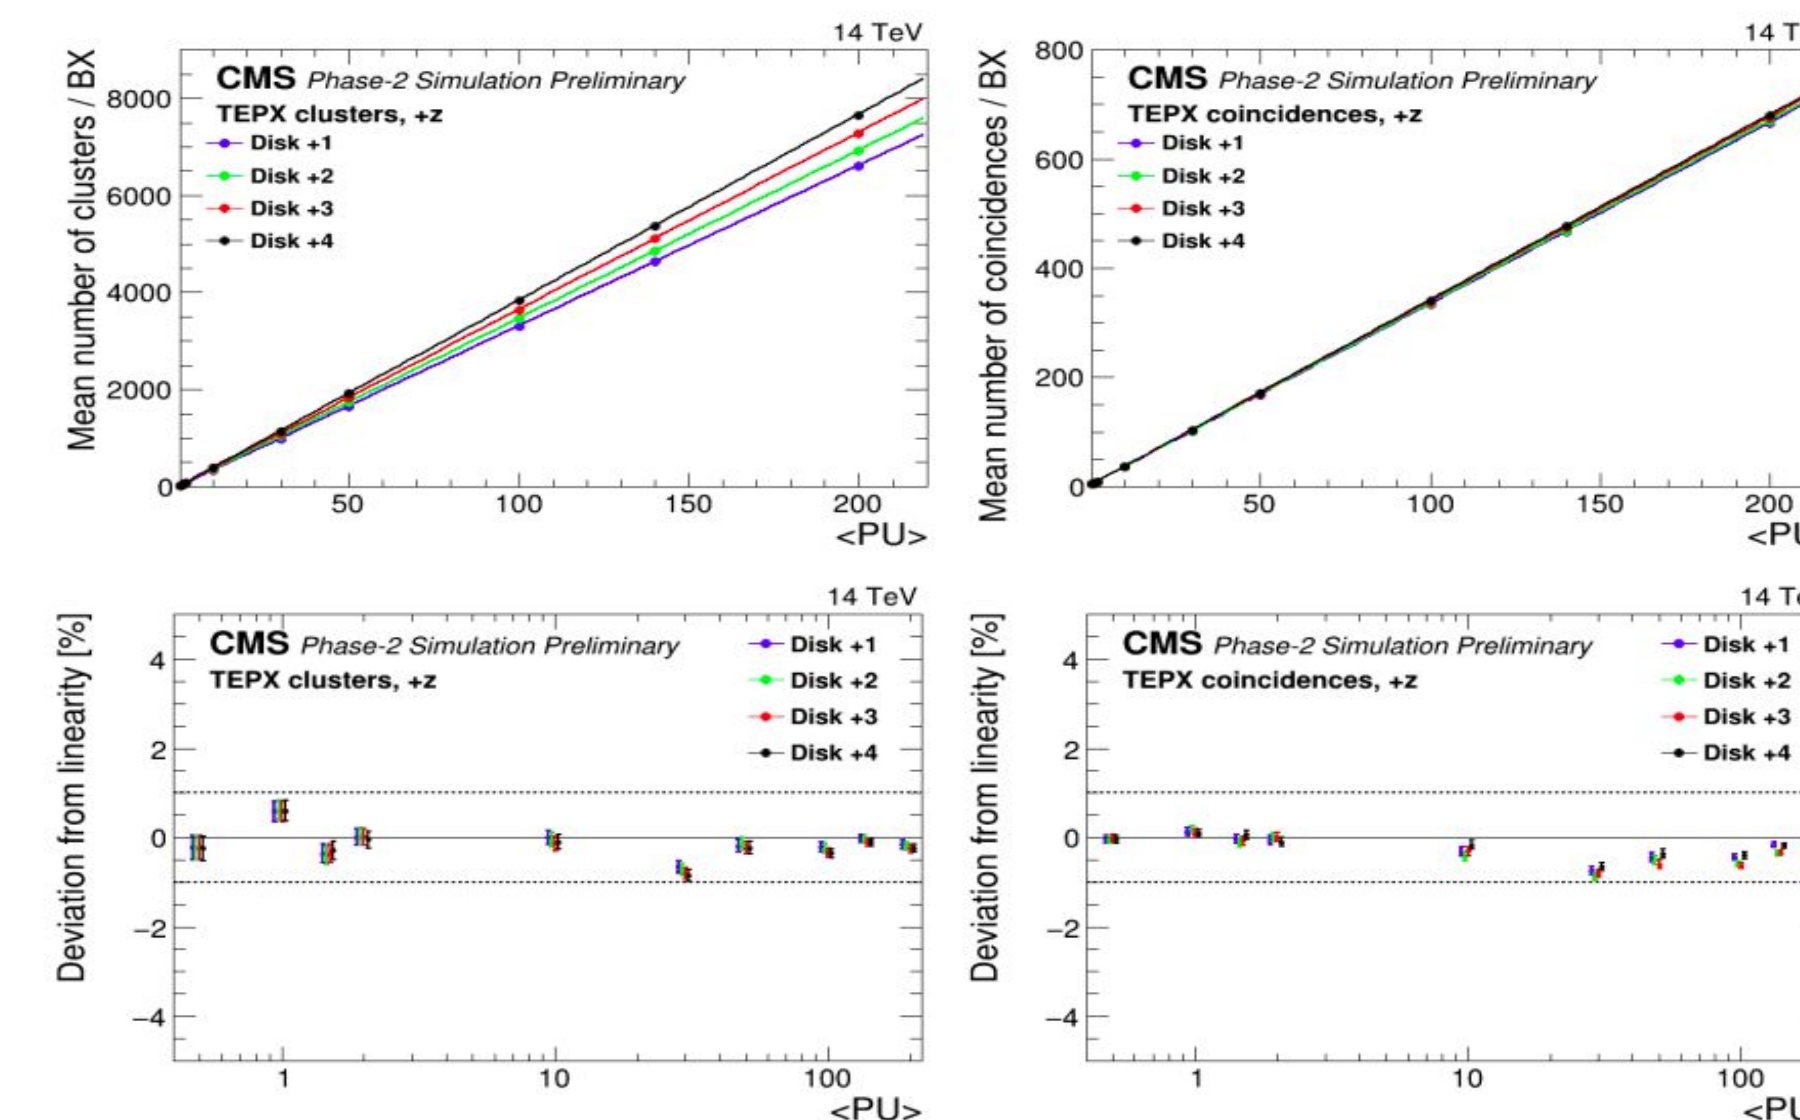 14 TeV
CMS Phase-2 Simulation Preliminary
TEPX clusters, +z
Disk +1
Disk +2
Disk +3
Disk +4
Mean number of clusters / BX
8000
6000
4000
2000
0
50 100 150 200
<PU>
14 T
CMS Phase-2 Simulation Preliminary
TEPX coincidences, +z
Disk +1
Disk +2
Disk +3
Disk +4
Mean number of coincidences / BX
800
600
400
200
0
50 100 150 200
<PU
14 TeV
CMS Phase-2 Simulation Preliminary
TEPX clusters, +z
Disk +1
Disk +2
Disk +3
Disk +4
Deviation from linearity [%]
4
2
0
−2
−4
1 10 100
<PU>
14 Te
CMS Phase-2 Simulation Preliminary
TEPX coincidences, +z
Disk +1
Disk +2
Disk +3
Disk +4
Deviation from linearity [%]
4
2
0
−2
−4
1 10 100
<PU